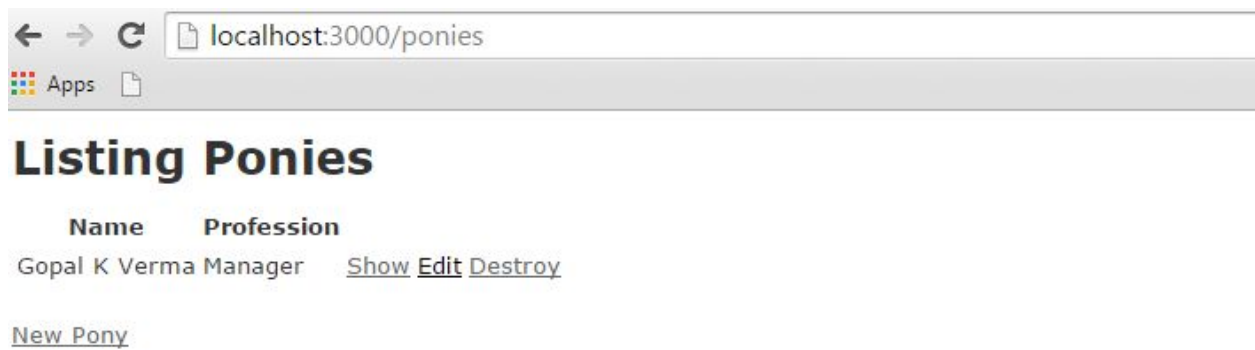 localhost:3000/ponies
Apps
Listing Ponies
Name Profession
Gopal K Verma Manager Show Edit Destroy
New Pony